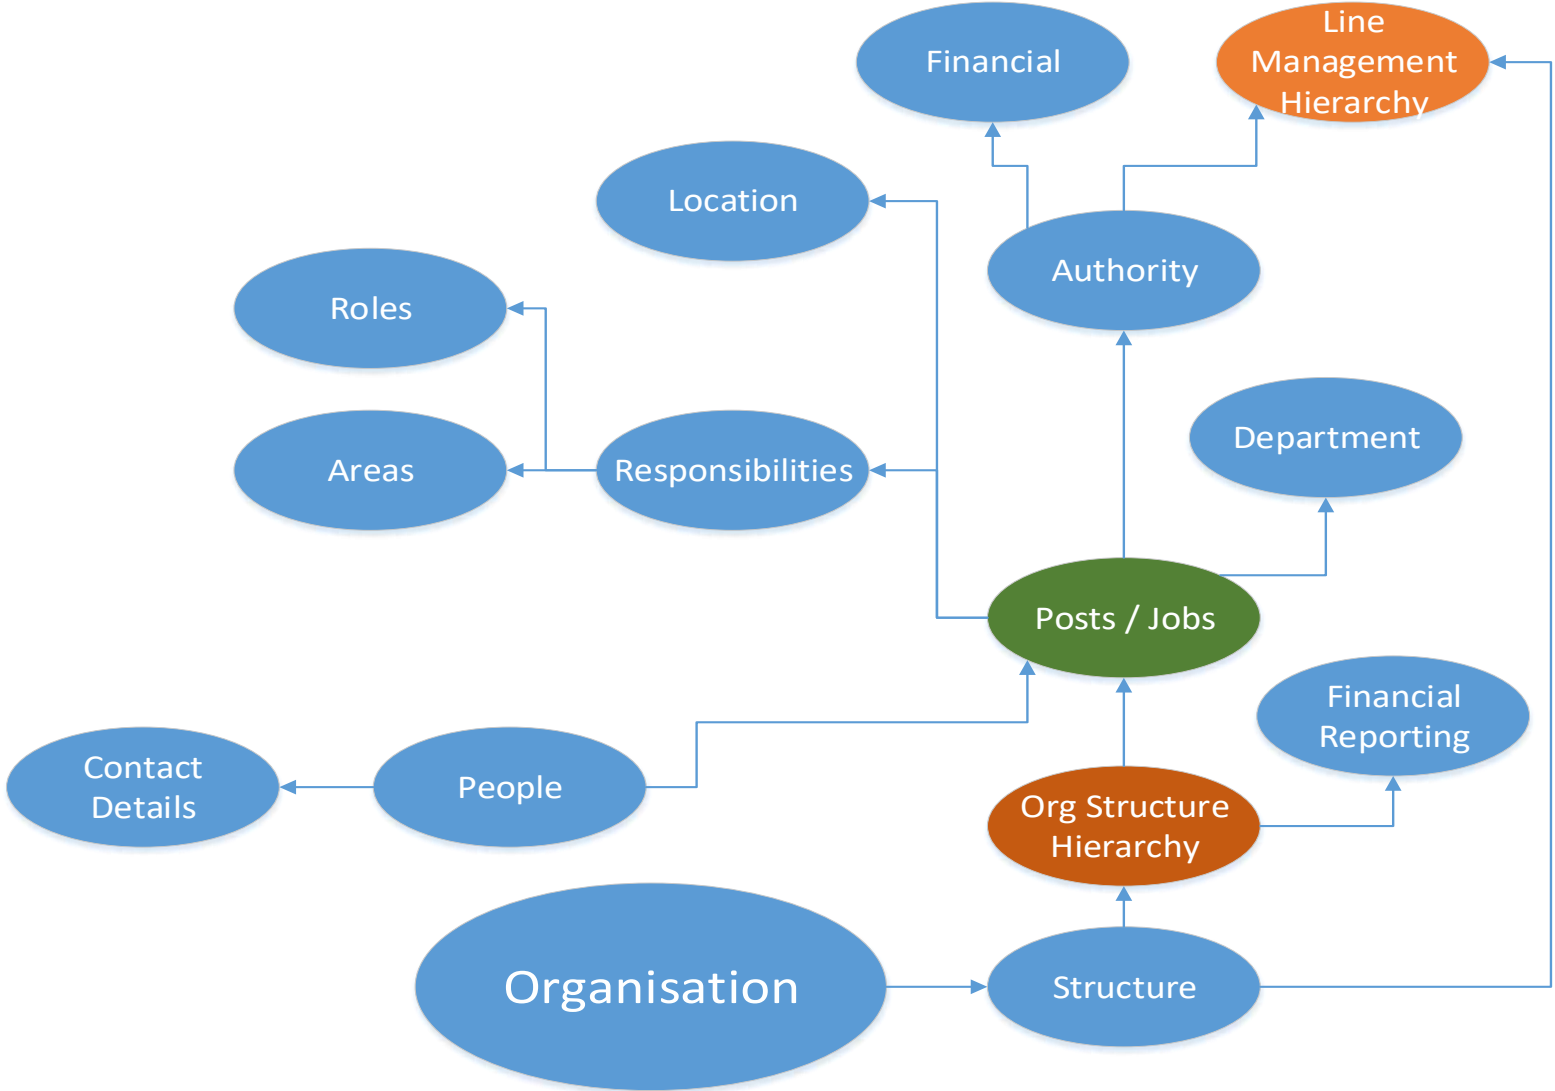 Financial
Line
Management
Hierarchy
Location
Authority
Roles
Department
Areas
Responsibilities
Posts / Jobs
Financial
Reporting
Contact
Details
People
Org Structure
Hierarchy
Organisation
Structure